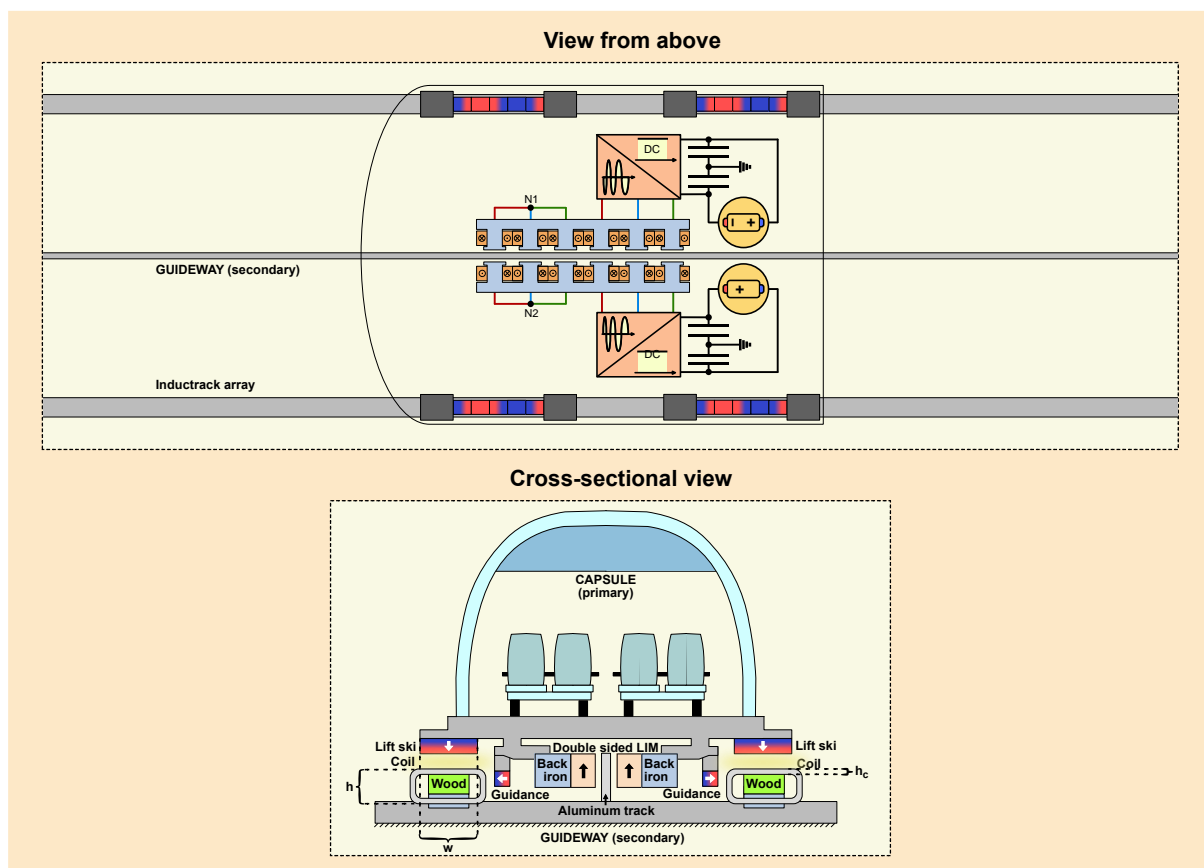 View from above
DC
N1
GUIDEWAY (secondary)
N2
DC
Inductrack array
Cross-sectional view
CAPSULE
(primary)
Lift ski
Double sided LIM
Lift ski
Coil
Back
iron
Back
iron
Coil
h
Wood
Guidance
Guidance
Wood
hc
Aluminum track
GUIDEWAY (secondary)
w